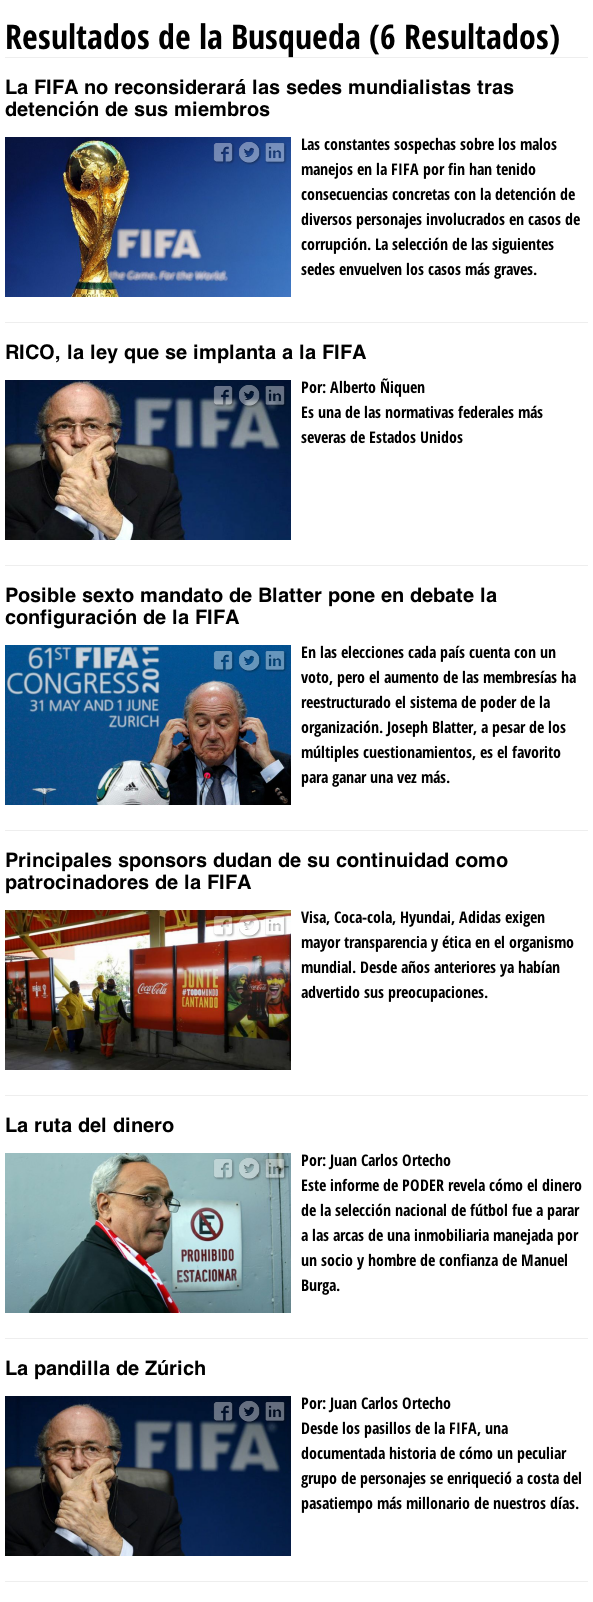 Resultados de la Busqueda (6 Resultados)
La FIFA no reconsiderará las sedes mundialistas tras
detención de sus miembros
FIFA
the Game. For the World.
Las constantes sospechas sobre los malos
manejos en la FIFA por fin han tenido
consecuencias concretas con la detención de
diversos personajes involucrados en casos de
corrupción. La selección de las siguientes
sedes envuelven los casos más graves.
RICO, la ley que se implanta a la FIFA
FIFA
Por: Alberto Ñiquen
Es una de las normativas federales más
severas de Estados Unidos
Posible sexto mandato de Blatter pone en debate la
configuración de la FIFA
61ST FIFA
CONGRESS 2011
31 MAY AND 1 JUNE
ZURICH
adidas
En las elecciones cada país cuenta con un
voto, pero el aumento de las membresías ha
reestructurado el sistema de poder de la
organización. Joseph Blatter, a pesar de los
múltiples cuestionamientos, es el favorito
para ganar una vez más.
Principales sponsors dudan de su continuidad como
patrocinadores de la FIFA
Coca-Cola
JUNTE
#TODOMUNDO
CANTANDO
Visa, Coca-cola, Hyundai, Adidas exigen
mayor transparencia y ética en el organismo
mundial. Desde años anteriores ya habían
advertido sus preocupaciones.
La ruta del dinero
E
PROHIBIDO
ESTACIONAR
Por: Juan Carlos Ortecho
Este informe de PODER revela cómo el dinero
de la selección nacional de fútbol fue a parar
a las arcas de una inmobiliaria manejada por
un socio y hombre de confianza de Manuel
Burga.
La pandilla de Zúrich
FIFA
Por: Juan Carlos Ortecho
Desde los pasillos de la FIFA, una
documentada historia de cómo un peculiar
grupo de personajes se enriqueció a costa del
pasatiempo más millonario de nuestros días.